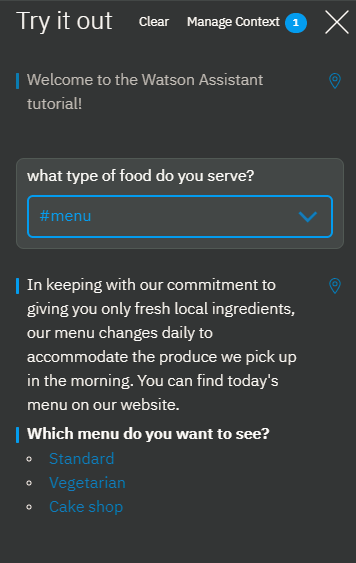 Try it out Clear Manage Context 1
Welcome to the Watson Assistant
tutorial!
what type of food do you serve?
#menu
In keeping with our commitment to
giving you only fresh local ingredients,
our menu changes daily to
accommodate the produce we pick up
in the morning. You can find today's
menu on our website.
Which menu do you want to see?
Standard
Vegetarian
Cake shop